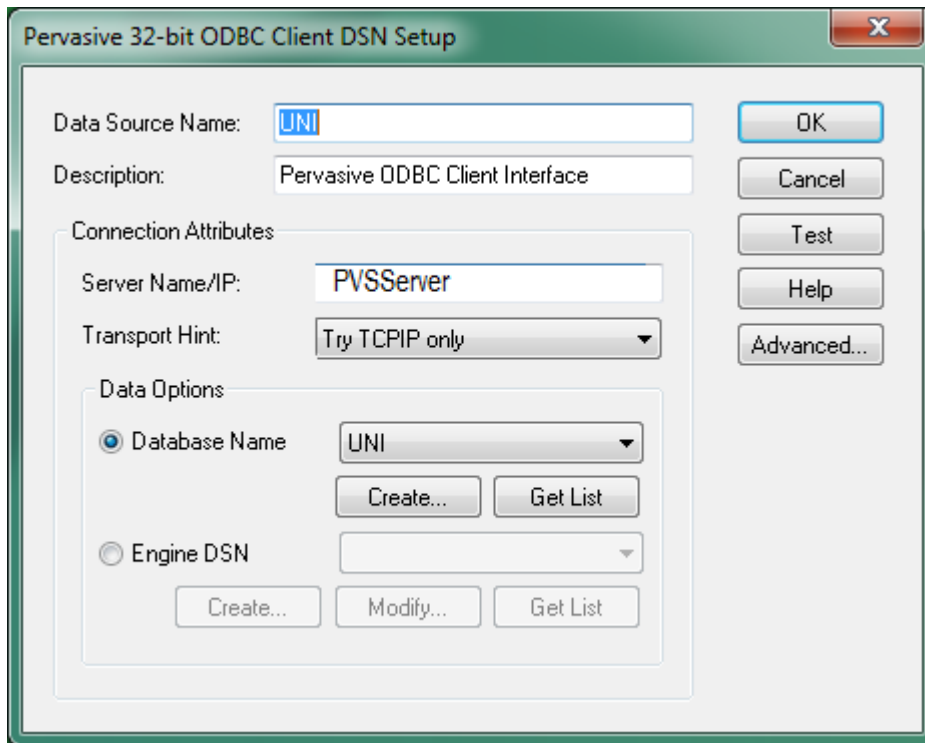 Pervasive 32-bit ODBC Client DSN Setup
Data Source Name: UNI OK
Description: Pervasive ODBC Client Interface Cancel
Connection Attributes Test
Server Name/IP: PVSServer Help
Transport Hint: Try TCPIP only Advanced...
Data Options
Database Name UNI
Create... Get List
Engine DSN
Create... Modify... Get List